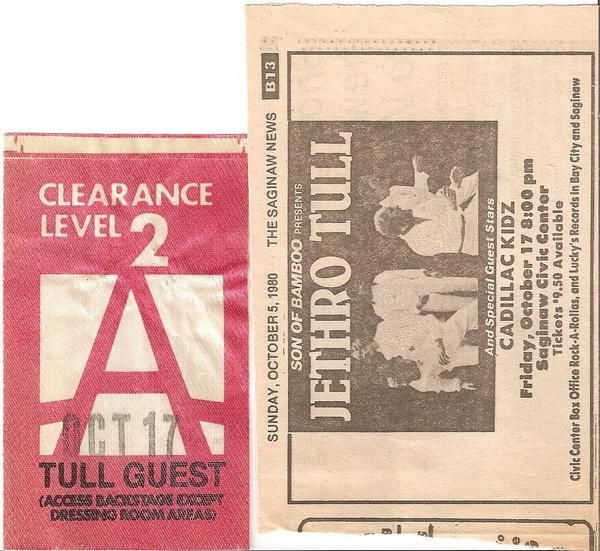 CLEARANCE
LEVEL 2
A
OCT 17
TULL GUEST
(ACCESS BACKSTAGE EXCEPT
DRESSING ROOM AREAS)
SUNDAY, OCTOBER 5, 1980 THE SAGINAW NEWS B13
SON OF BAMBOO PRESENTS
JETHRO TULL
And Special Guest Stars
CADILLAC KIDZ
Friday, October 17 8:00 pm
Saginaw Civic Center
Tickets $9.50 Available
Civic Center Box Office Rock-A-Rollas, and Lucky's Records in Bay City and Saginaw